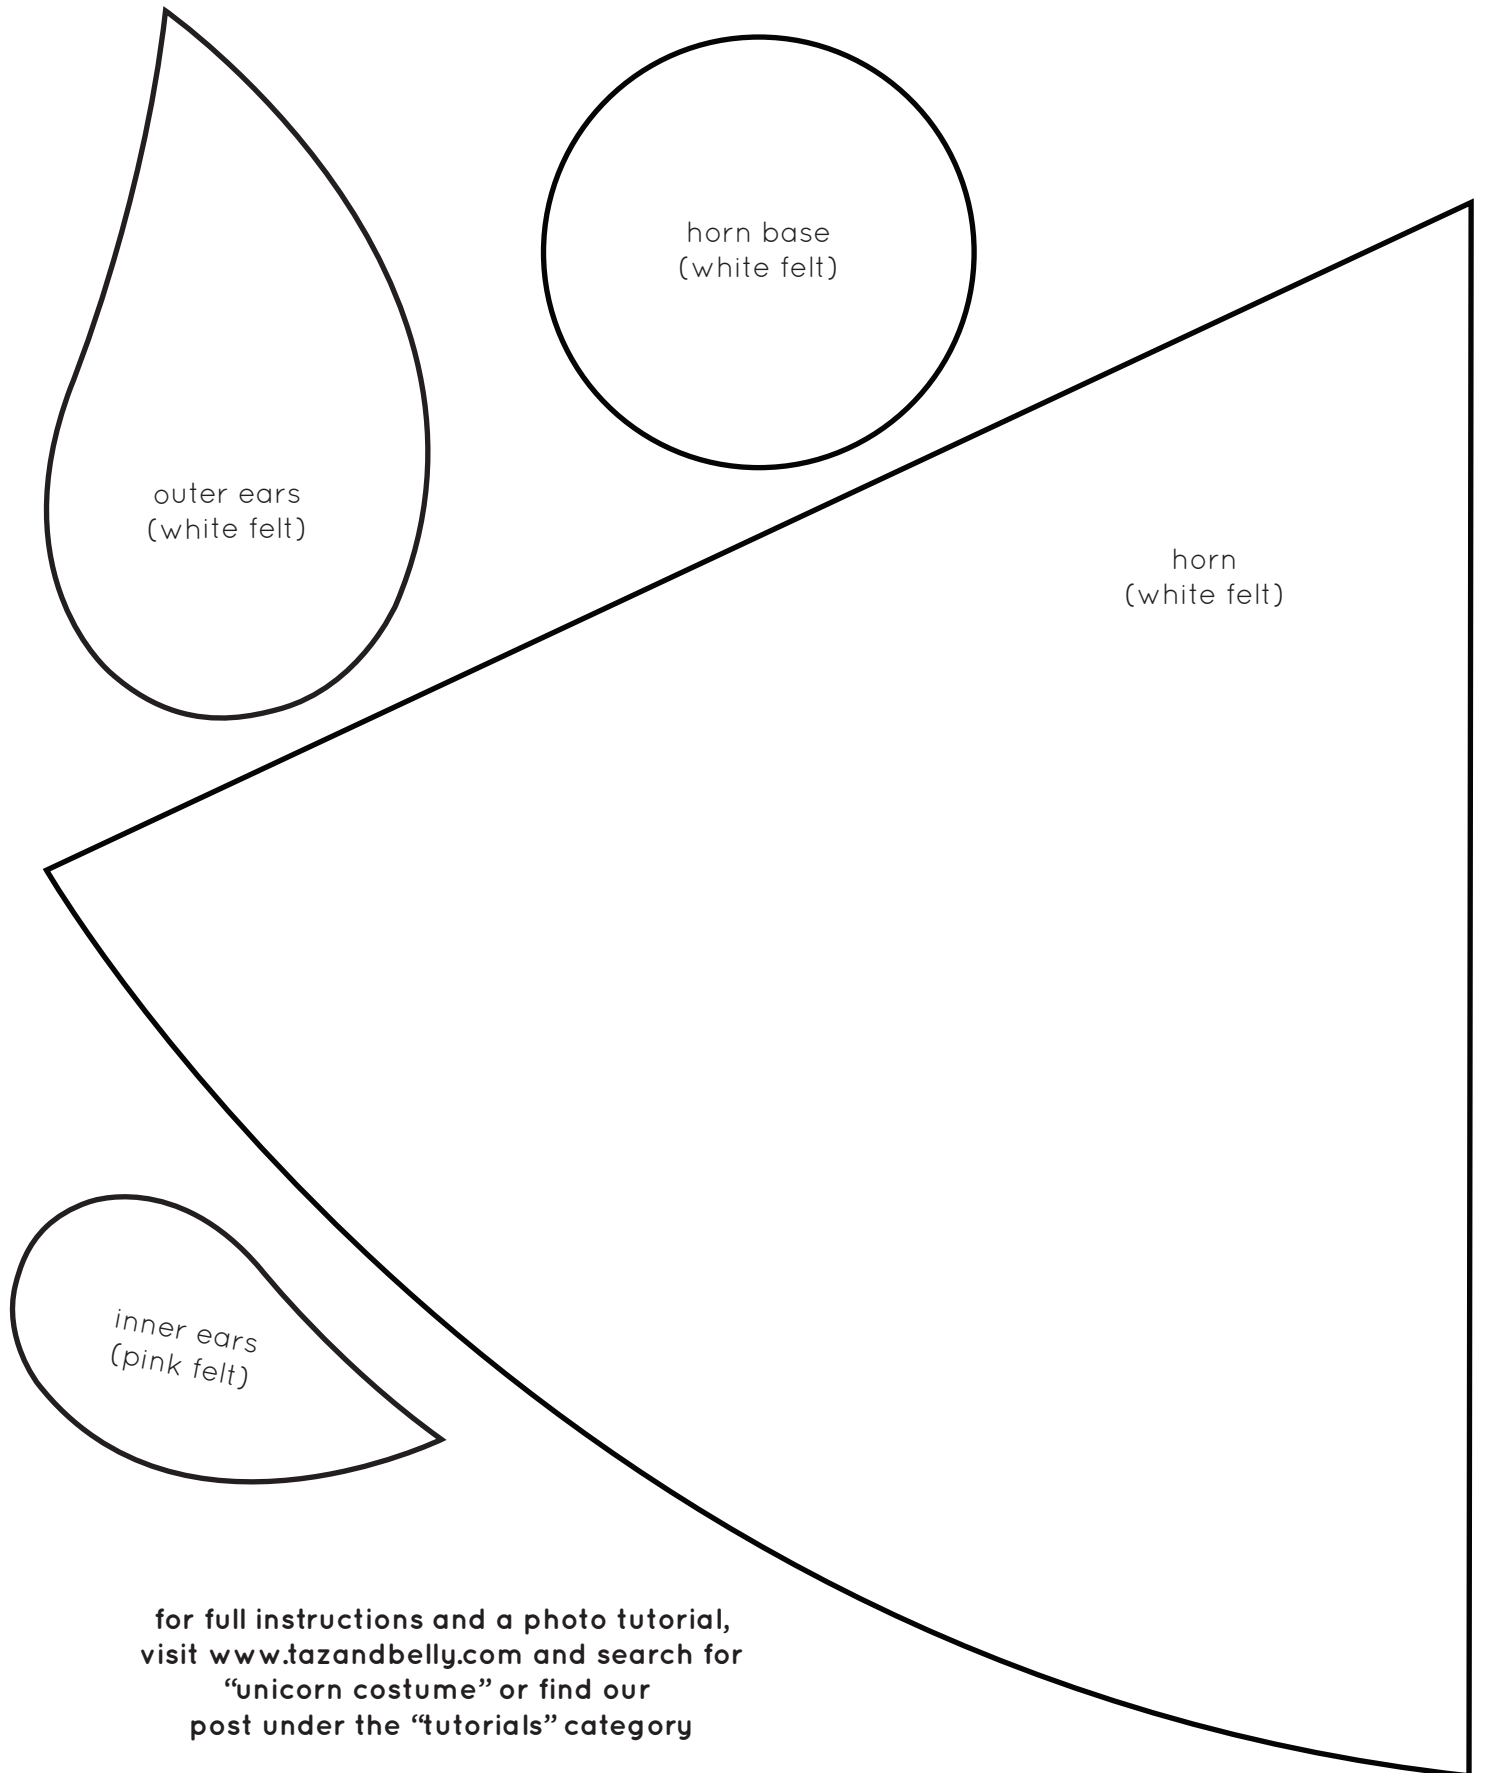 horn base
(white felt)
outer ears
(white felt)
horn
(white felt)
inner ears
(pink felt)
for full instructions and a photo tutorial,
visit www.tazandbelly.com and search for
“unicorn costume” or find our
post under the “tutorials” category